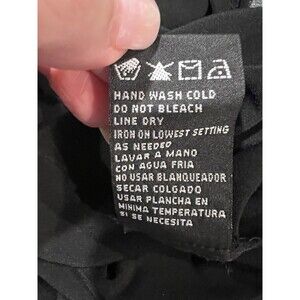 HAND WASH COLD
DO NOT BLEACH
LINE DRY
IRON ON LOWEST SETTING
AS NEEDED
LAVAR A MANO
CON AGUA FRIA
NO USAR BLANQUEADOR
SECAR COLGADO
USAR PLANCHA EN
MINIMA TEMPERATURA
SI SE NECESITA